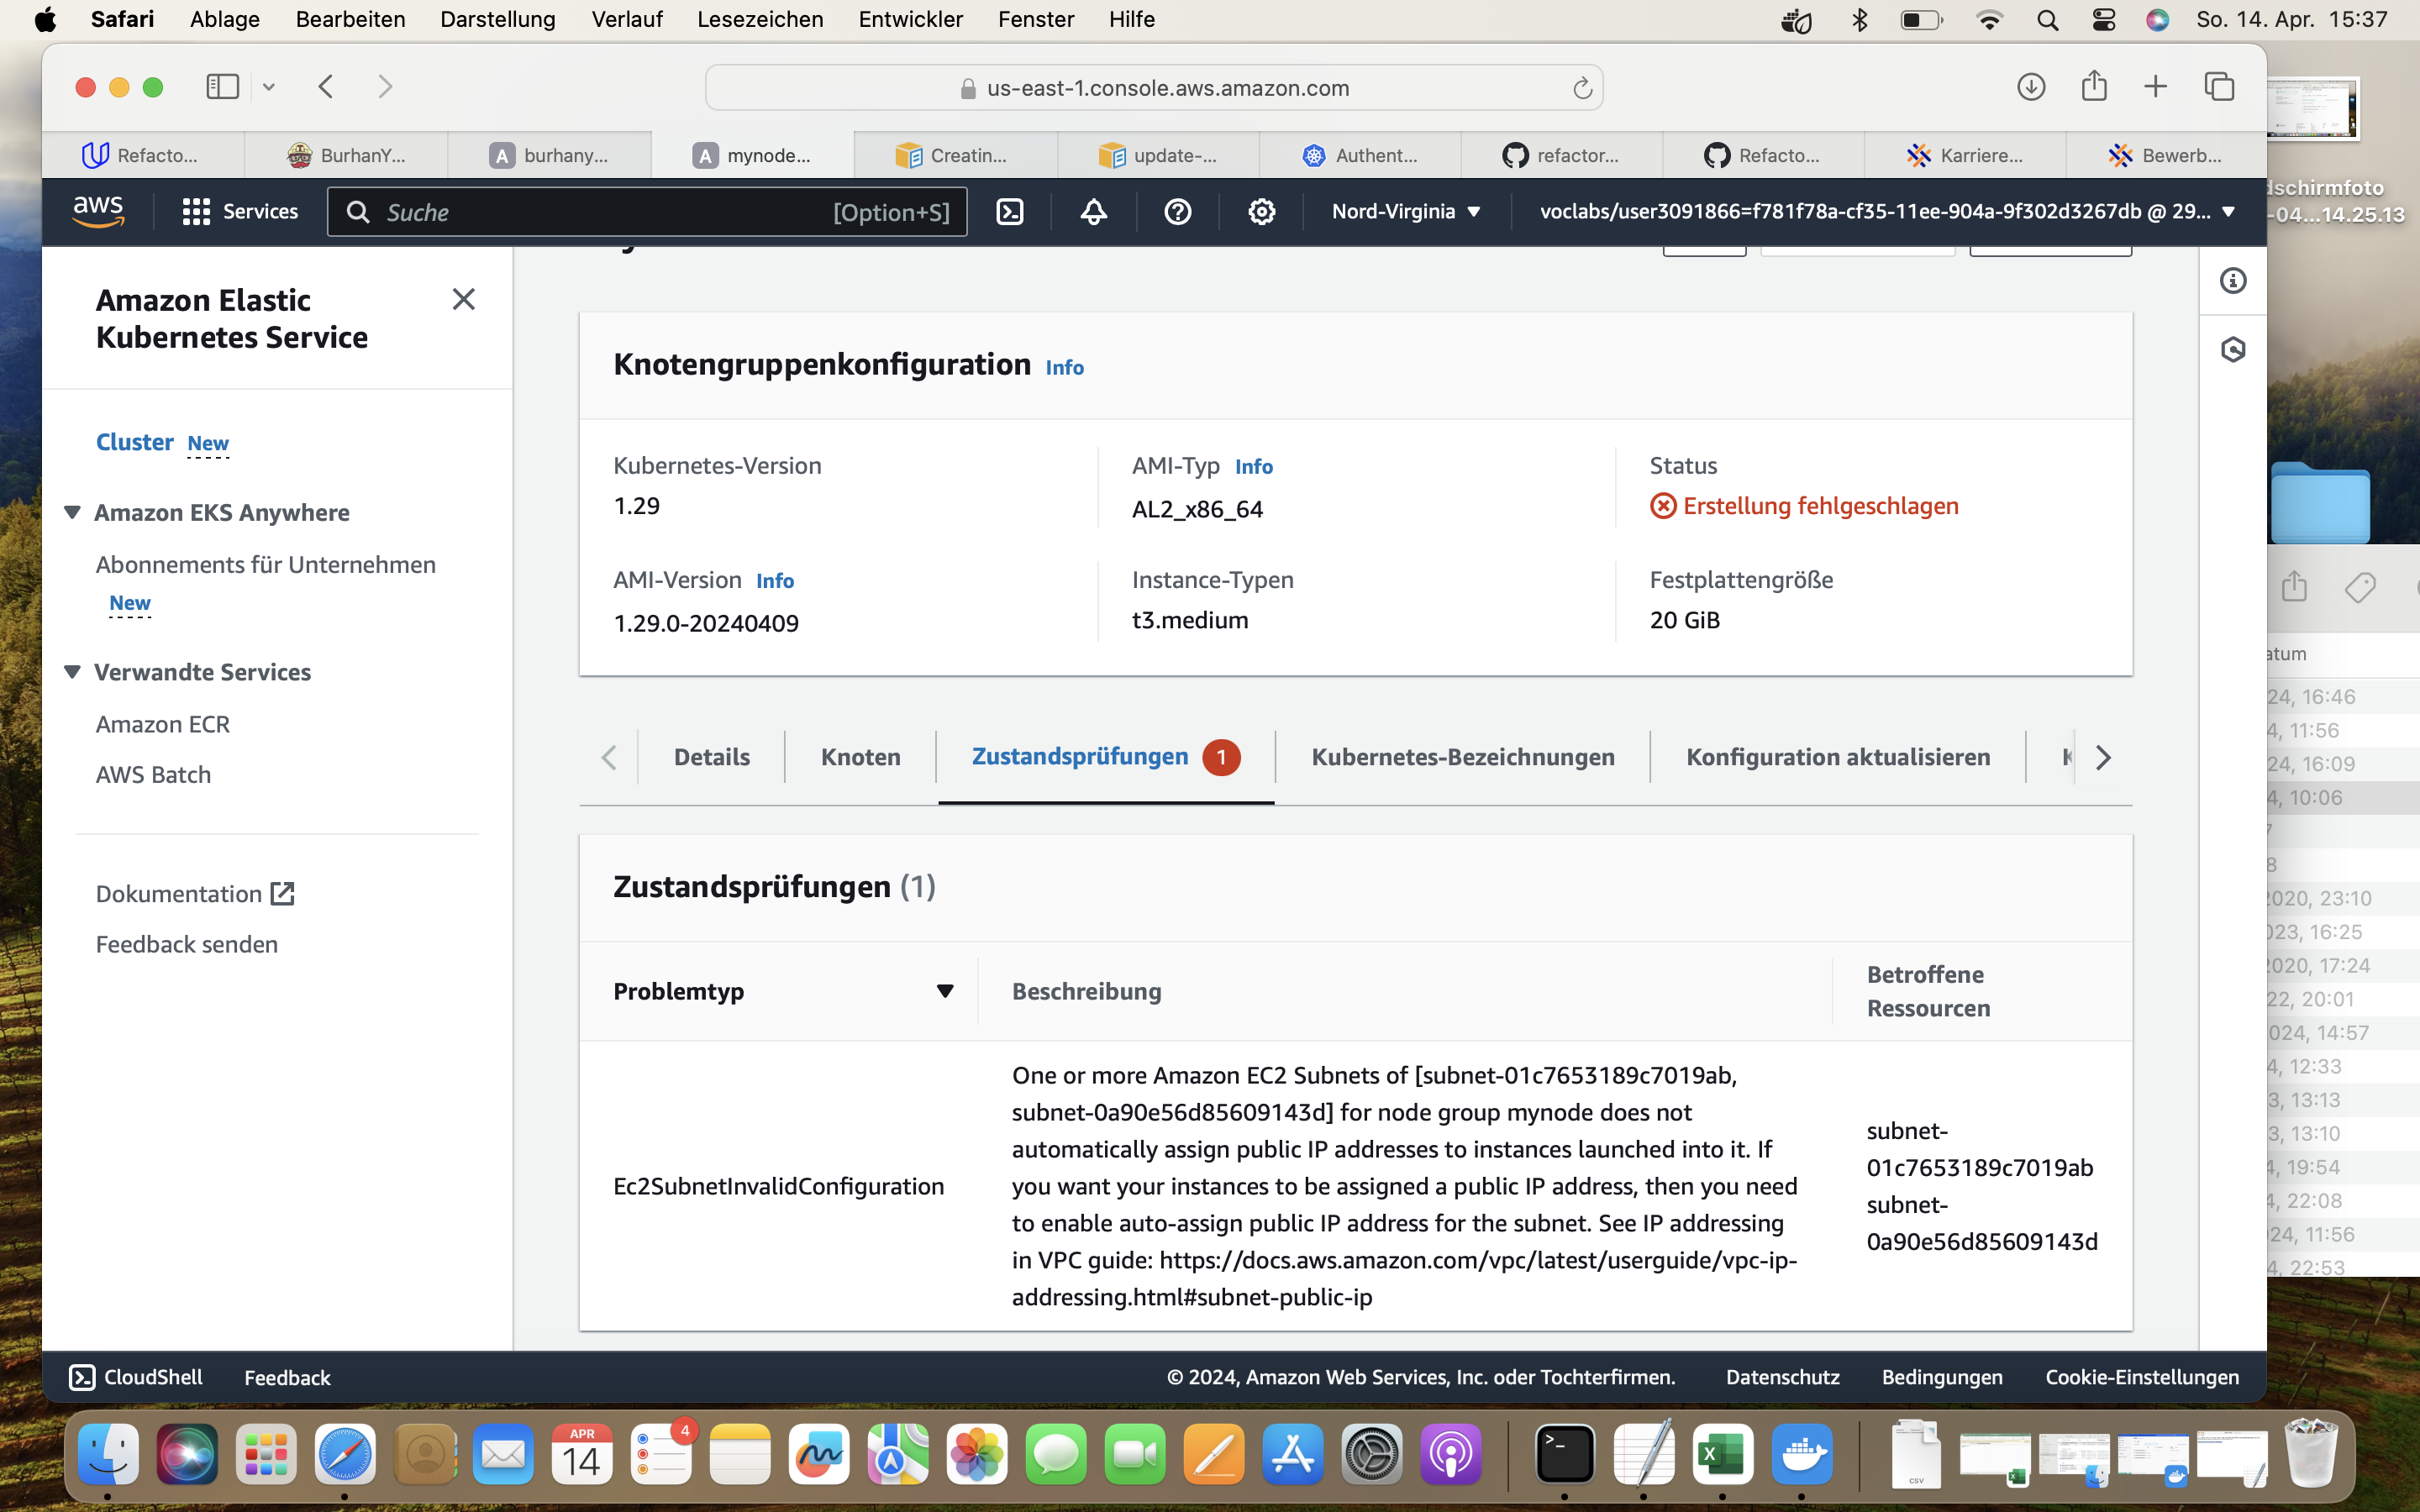 Safari Ablage Bearbeiten Darstellung Verlauf Lesezeichen Entwickler Fenster Hilfe So. 14. Apr. 15:37
us-east-1.console.aws.amazon.com
Refacto... BurhanY... burhany... mynode... Creatin... update-... Authent... refactor... Refacto... Karriere... Bewerb...
aws Services Suche [Option+S] Nord-Virginia voclabs/user3091866=f781f78a-cf35-11ee-904a-9f302d3267db @ 29...
dschirmfoto
-04...14.25.13
Amazon Elastic
Kubernetes Service
Cluster New
Amazon EKS Anywhere
Abonnements für Unternehmen
New
Verwandte Services
Amazon ECR
AWS Batch
Dokumentation
Feedback senden
Knotengruppenkonfiguration Info
Kubernetes-Version
1.29
AMI-Typ Info
AL2_x86_64
Status
Erstellung fehlgeschlagen
AMI-Version Info
1.29.0-20240409
Instance-Typen
t3.medium
Festplattengröße
20 GiB
Details Knoten Zustandsprüfungen 1 Kubernetes-Bezeichnungen Konfiguration aktualisieren
Zustandsprüfungen (1)
Problemtyp
Beschreibung
Betroffene
Ressourcen
Ec2SubnetInvalidConfiguration
One or more Amazon EC2 Subnets of [subnet-01c7653189c7019ab,
subnet-0a90e56d85609143d] for node group mynode does not
automatically assign public IP addresses to instances launched into it. If
you want your instances to be assigned a public IP address, then you need
to enable auto-assign public IP address for the subnet. See IP addressing
in VPC guide: https://docs.aws.amazon.com/vpc/latest/userguide/vpc-ip-
addressing.html#subnet-public-ip
subnet-
01c7653189c7019ab
subnet-
0a90e56d85609143d
atum
24, 16:46
4, 11:56
24, 16:09
4, 10:06
7
8
2020, 23:10
023, 16:25
2020, 17:24
22, 20:01
024, 14:57
4, 12:33
3, 13:13
3, 13:10
4, 19:54
4, 22:08
24, 11:56
4, 22:53
CloudShell Feedback © 2024, Amazon Web Services, Inc. oder Tochterfirmen. Datenschutz Bedingungen Cookie-Einstellungen
APR
14
4
CSV